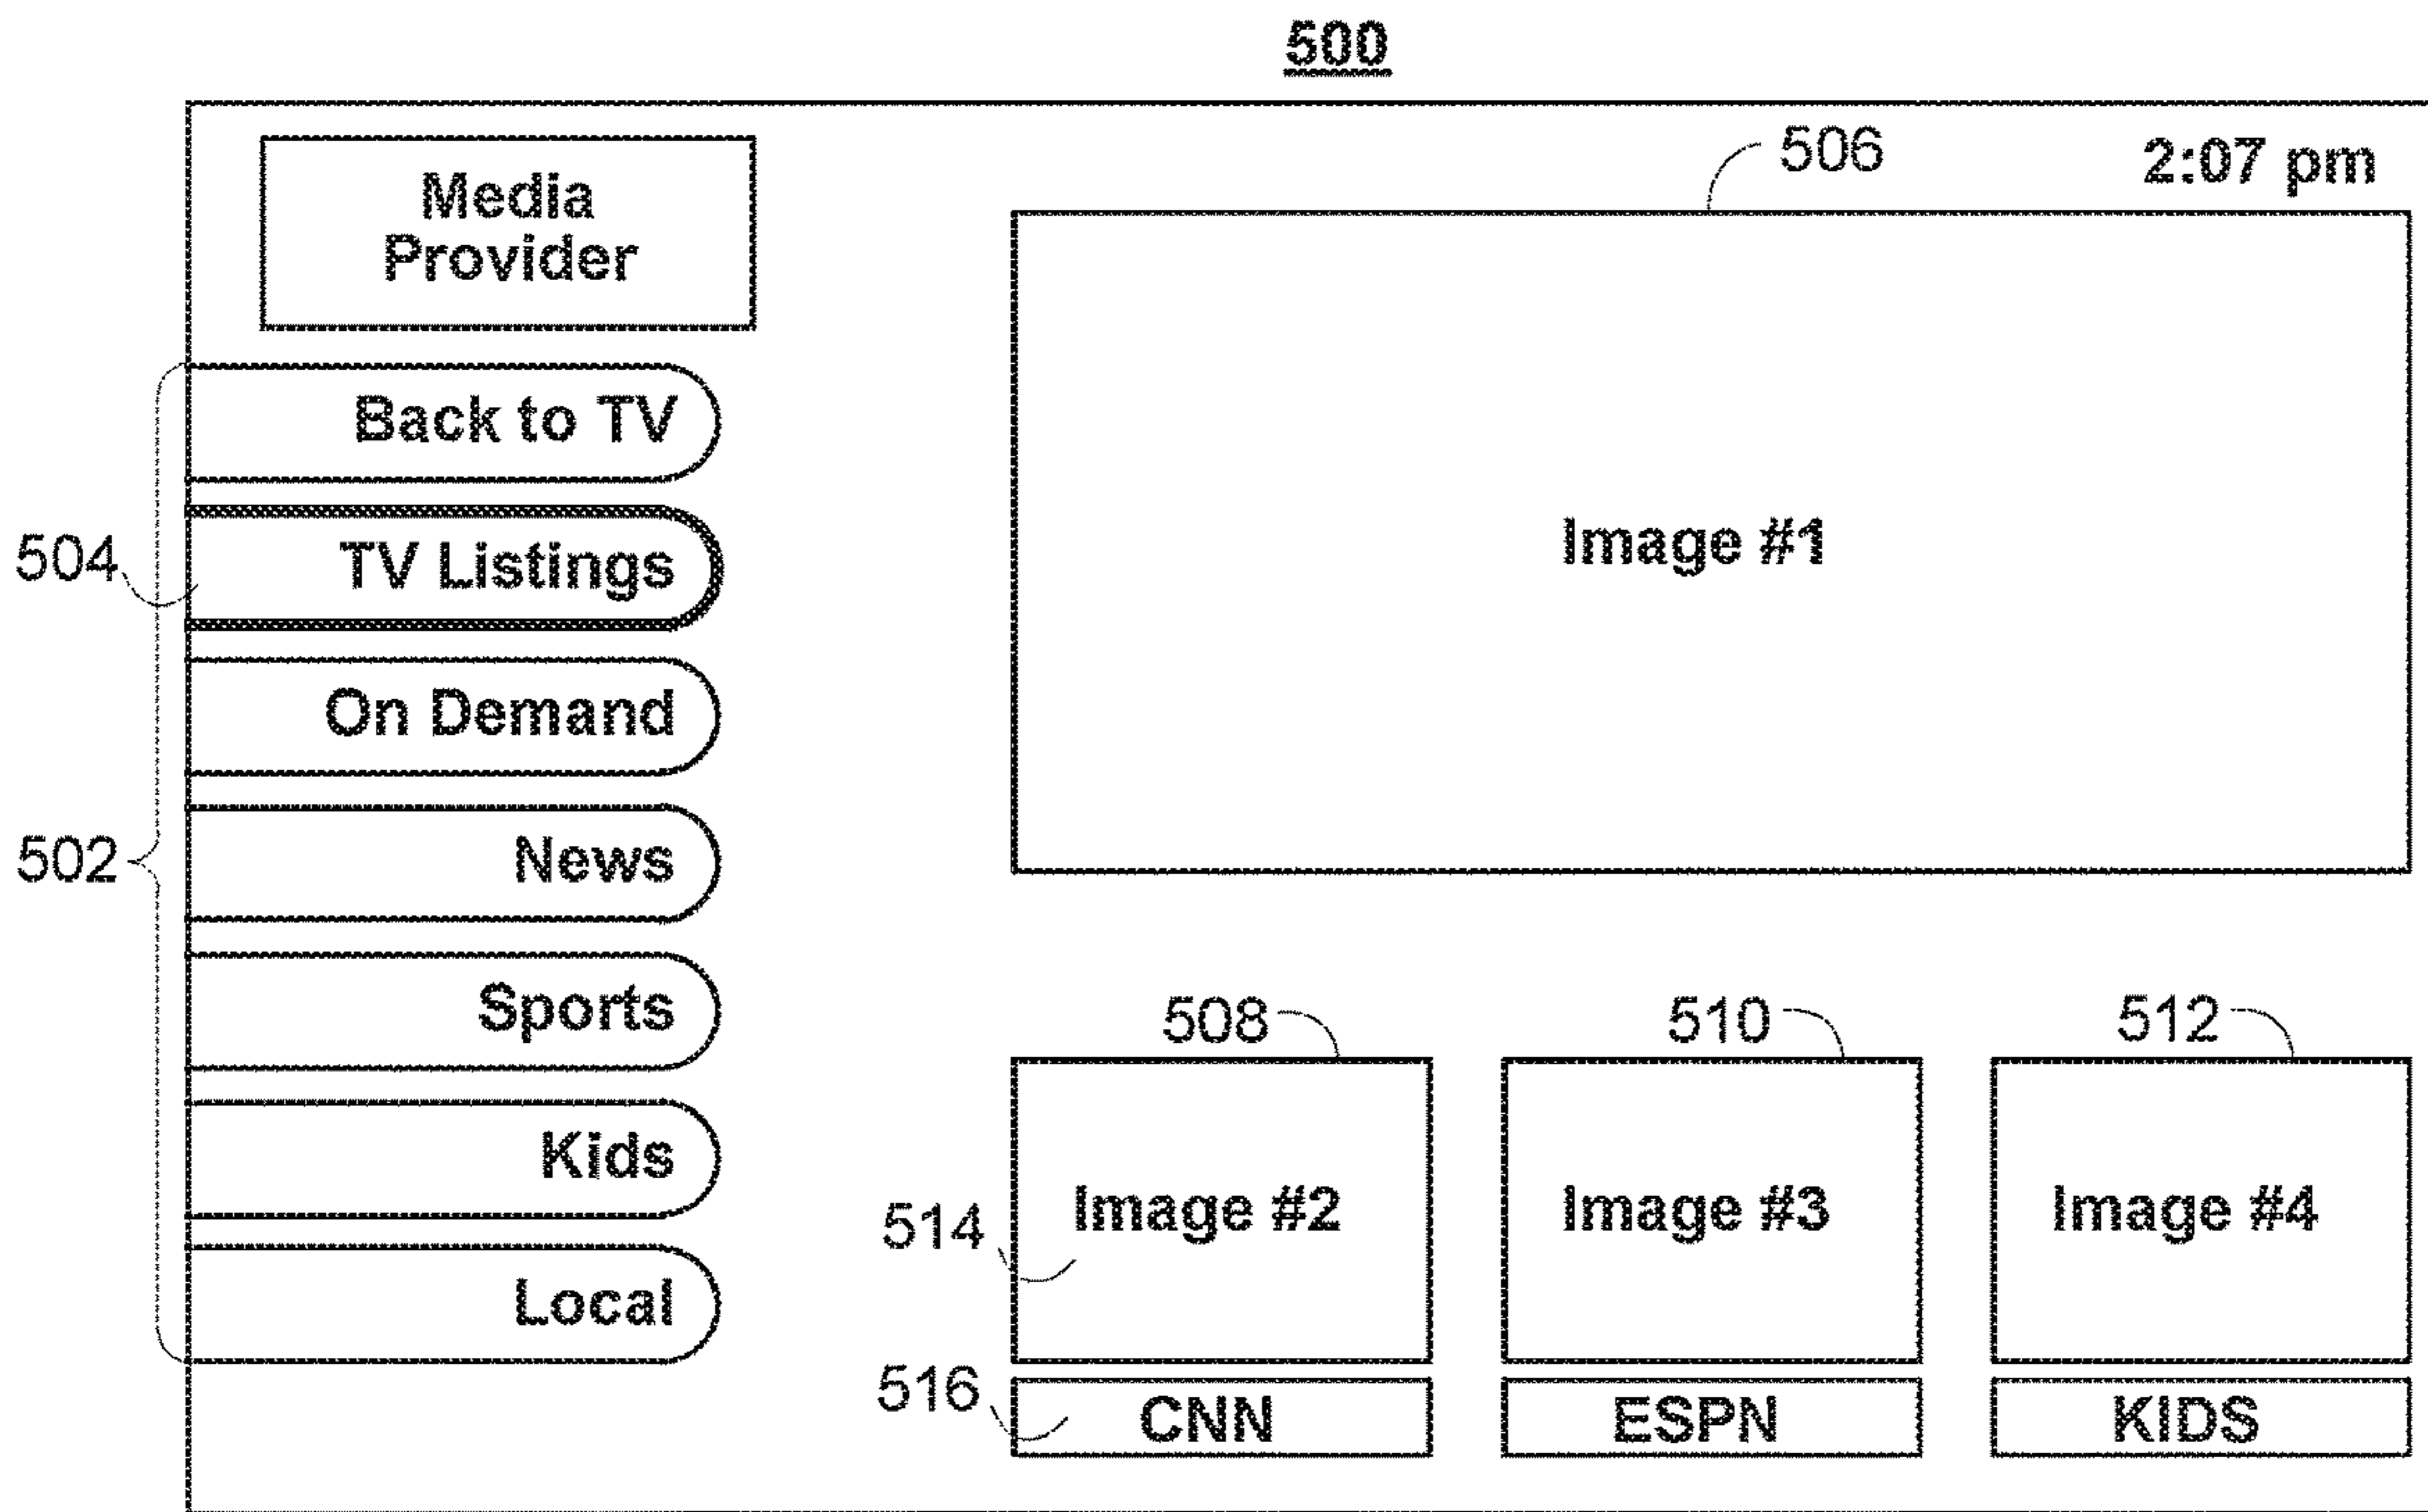 500
506
2:07 pm
Media
Provider
Back to TV
504
TV Listings
Image #1
On Demand
502
News
Sports
508
510
512
Kids
514
Image #2
Image #3
Image #4
Local
516
CNN
ESPN
KIDS